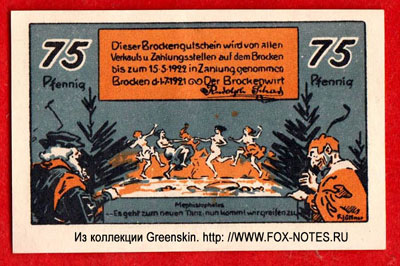 75
Pfennig
75
Pfennig
Dieser Brockengutschein wird von allen
Verkaufs u. Zahlungsstellen auf dem Brocken
bis zum 15.5.1922 in Zahlung genommen
Brocken d.1.7.1921 Der Brockenwirt
Rudolph Schade
Mephistopheles
--Es geht zum neuen Tanz, nun komm! wir greifen zu.
Из коллекции Greenskin. http: //WWW.FOX-NOTES.RU